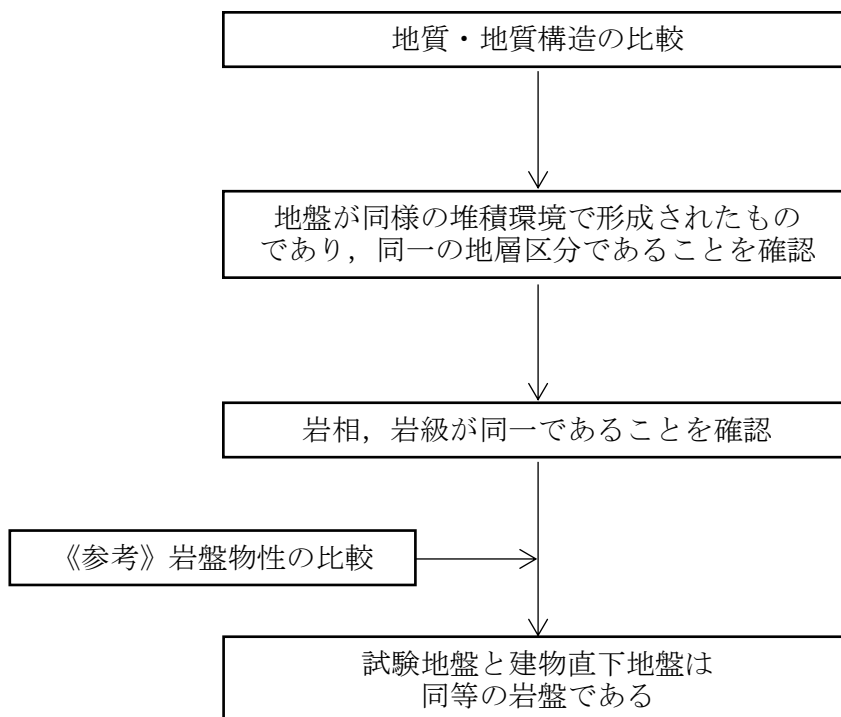 地質・地質構造の比較
地盤が同様の堆積環境で形成されたもの
であり，同一の地層区分であることを確認
岩相，岩級が同一であることを確認
《参考》岩盤物性の比較
試験地盤と建物直下地盤は
同等の岩盤である